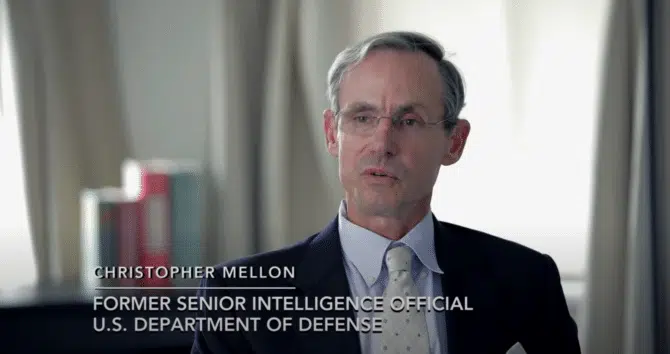 CHRISTOPHER MELLON
FORMER SENIOR INTELLIGENCE OFFICIAL
U.S. DEPARTMENT OF DEFENSE